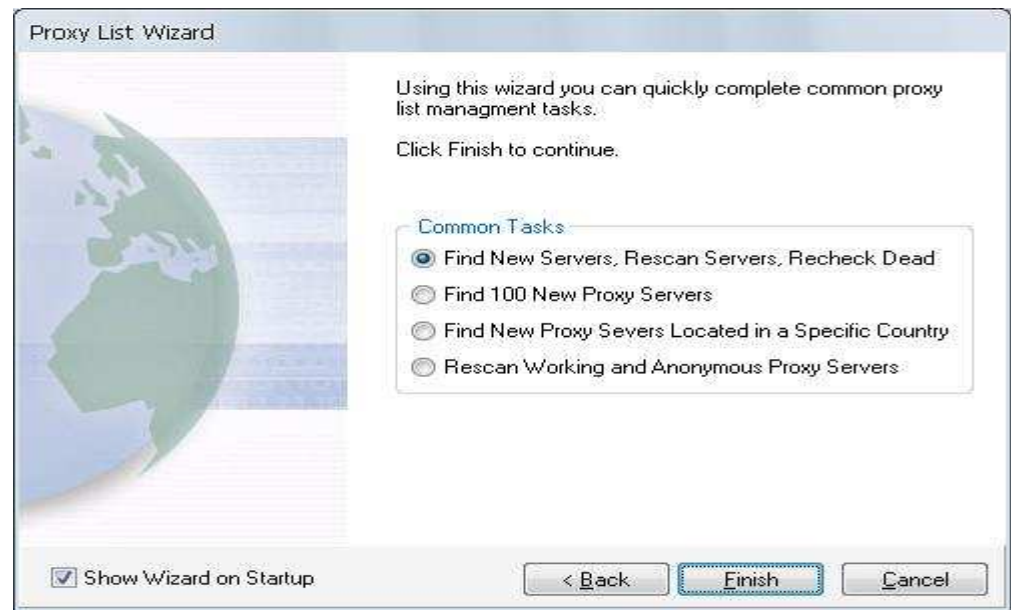 Proxy List Wizard
Using this wizard you can quickly complete common proxy
list managment tasks.
Click Finish to continue.
Common Tasks
Find New Servers, Rescan Servers, Recheck Dead
Find 100 New Proxy Servers
Find New Proxy Severs Located in a Specific Country
Rescan Working and Anonymous Proxy Servers
Show Wizard on Startup
< Back
Finish
Cancel